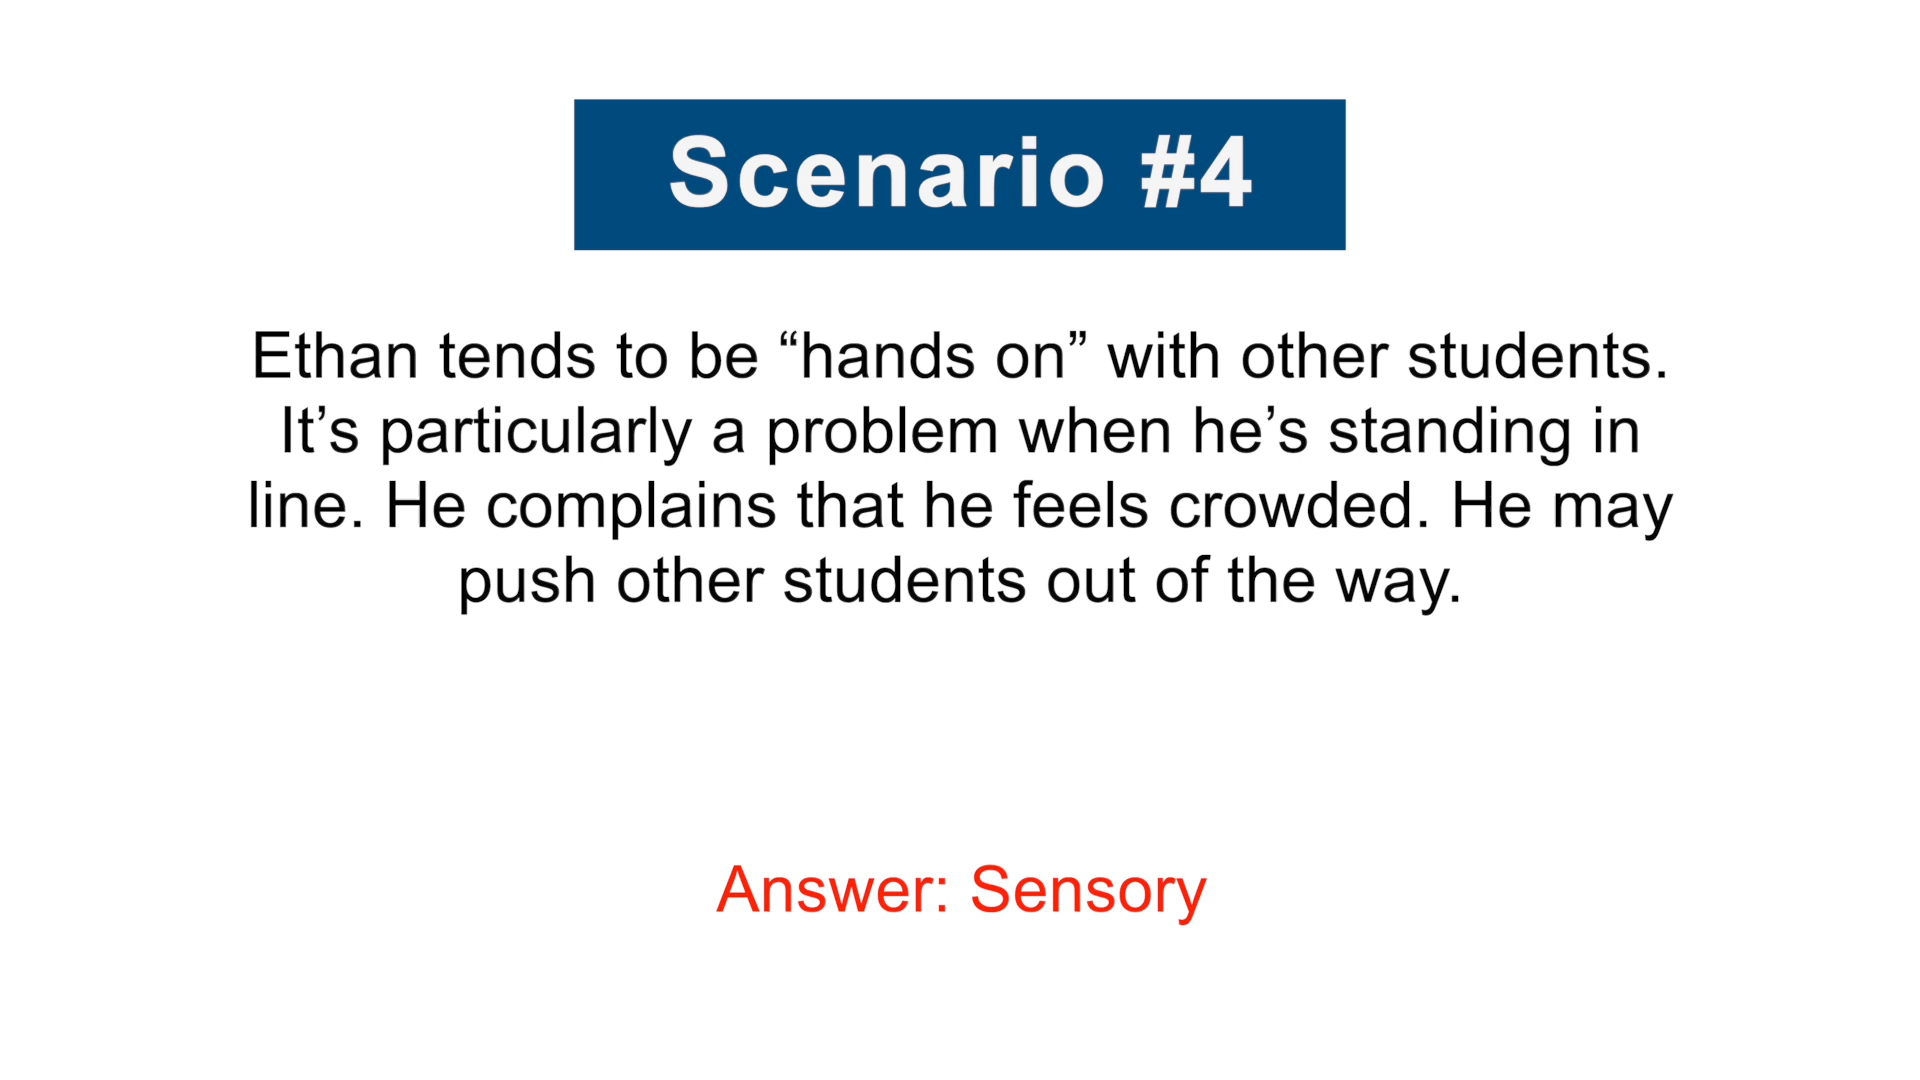 Scenario #4
Ethan tends to be “hands on” with other students.
It’s particularly a problem when he’s standing in
line. He complains that he feels crowded. He may
push other students out of the way.
Answer: Sensory